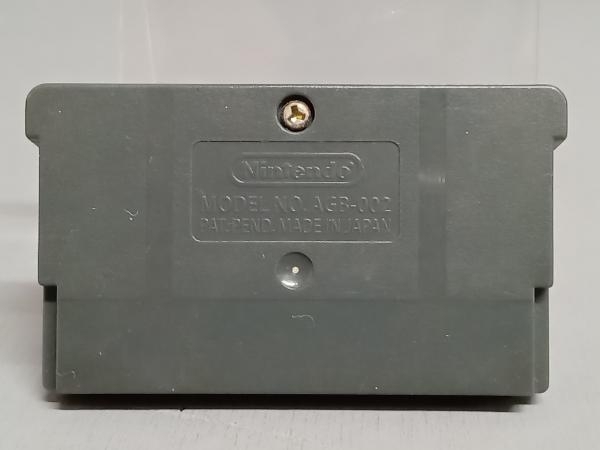 Nintendo
MODEL NO. AGB-002
PAT. PEND. MADE IN JAPAN